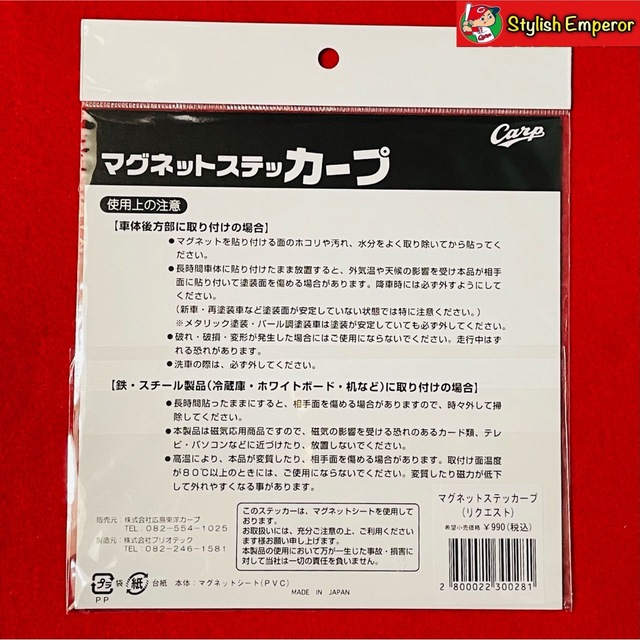 Stylish Emperor
Carp
マグネットステッカープ
使用上の注意
【車体後方部に取り付けの場合】
●マグネットを貼り付ける面のホコリや汚れ、水分をよく取り除いてから貼ってく
ださい。
●長時間車体に貼り付けたまま放置すると、外気温や天候の影響を受け本品が相手
面に貼り付いて塗装面を傷める場合があります。降車時には必ず外すようにして
ください。
(新車・再塗装車など塗装面が安定していない状態では特に注意ください。)
※メタリック塗装・パール調塗装車は塗装が安定していても必ず外してください。
●破れ・破損・変形が発生した場合にはご使用にならないでください。走行中はず
れる恐れがあります。
●洗車の際は、必ず外してください。
【鉄・スチール製品(冷蔵庫・ホワイトボード・机など)に取り付けの場合】
●長時間貼ったままにすると、相手面を傷める場合がありますので、時々外して掃
除してください。
●本製品は磁気応用商品ですので、磁気の影響を受ける恐れのあるカード類、テレ
ビ・パソコンなどに近づけたり、放置しないでください。
●高温により、本品が変質したり、相手面を傷める場合があります。取付け面温度
が80℃以上のときには、ご使用にならないでください。変質したり磁力が低下
して外れやすくなる事があります。
販売元:株式会社広島東洋カープ
TEL:082-554-1025
製造元:株式会社プリオテック
TEL:082-246-1581
このステッカーは、マグネットシートを使用して
おります。
お取扱いには、充分ご注意の上、ご利用ください
ます様お願い申し上げます。
本製品の使用において万が一生じた事故・損害に
対して当社は一切の責任を負いません。
マグネットステッカープ
(リクエスト)
希望小売価格 ¥990(税込)
2 800022 300281
プラ 袋 紙 台紙 本体:マグネットシート(PVC)
PP
MADE IN JAPAN